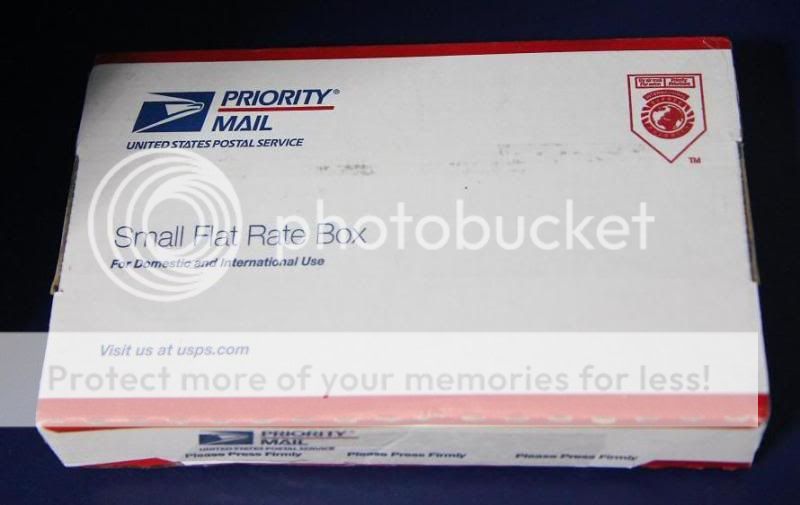 PRIORITY®
MAIL
UNITED STATES POSTAL SERVICE
TM
photobucket
Small Flat Rate Box
For Domestic and International Use
Visit us at usps.com
Protect more of your memories for less!
PRIORITY
MAIL
UNITED STATES POSTAL SERVICE
Please Press Firmly
Please Press Firmly
Please Press Firmly